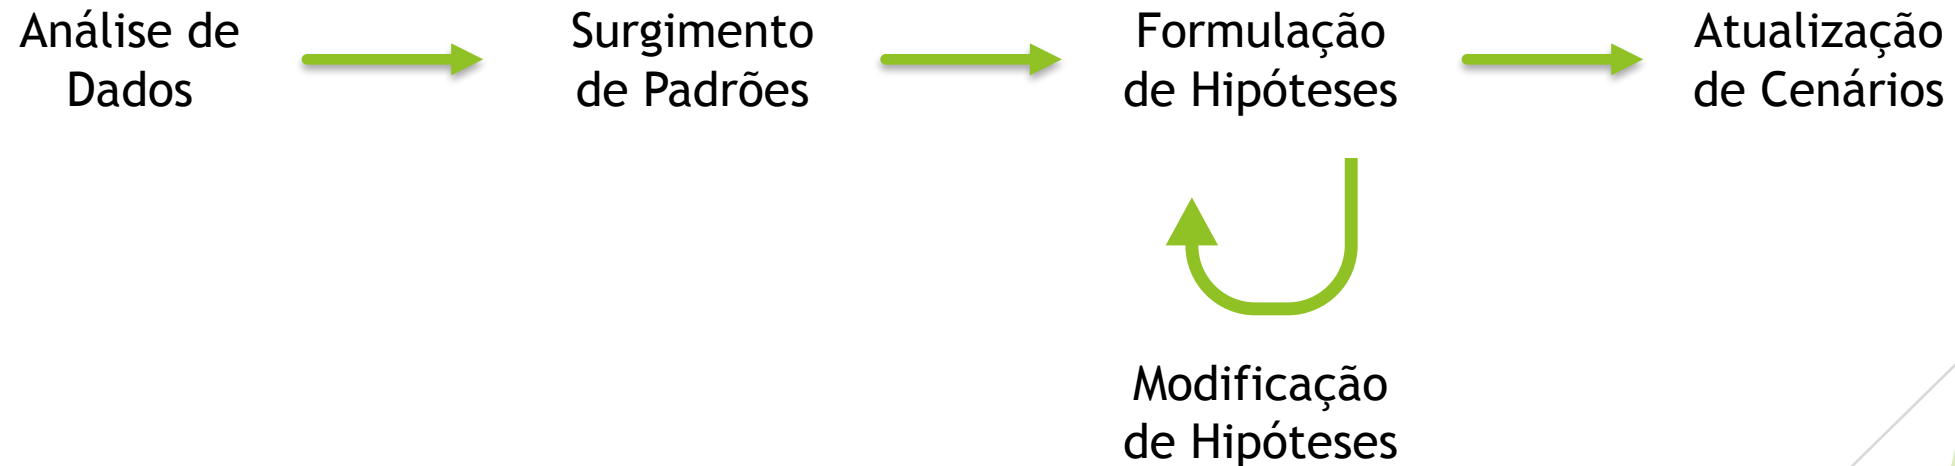 Análise de
Dados
Surgimento
de Padrões
Formulação
de Hipóteses
Atualização
de Cenários
Modificação
de Hipóteses